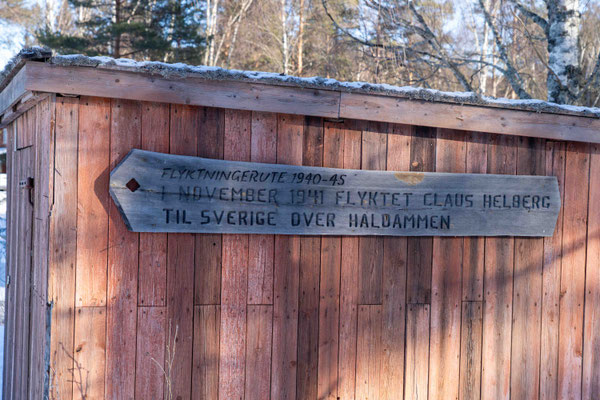 FLYKTNINGERUTE 1940-45
I NOVEMBER 1941 FLYKTET CLAUS HELBERG
TIL SVERIGE OVER HALDAMMEN